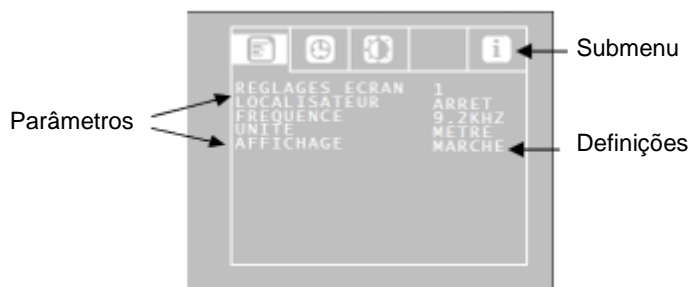 Submenu
REGLAGES ECRAN 1
LOCALISATEUR ARRET
FREQUENCE 9.2KHZ
UNITE METRE
AFFICHAGE MARCHE
Parâmetros
Definições